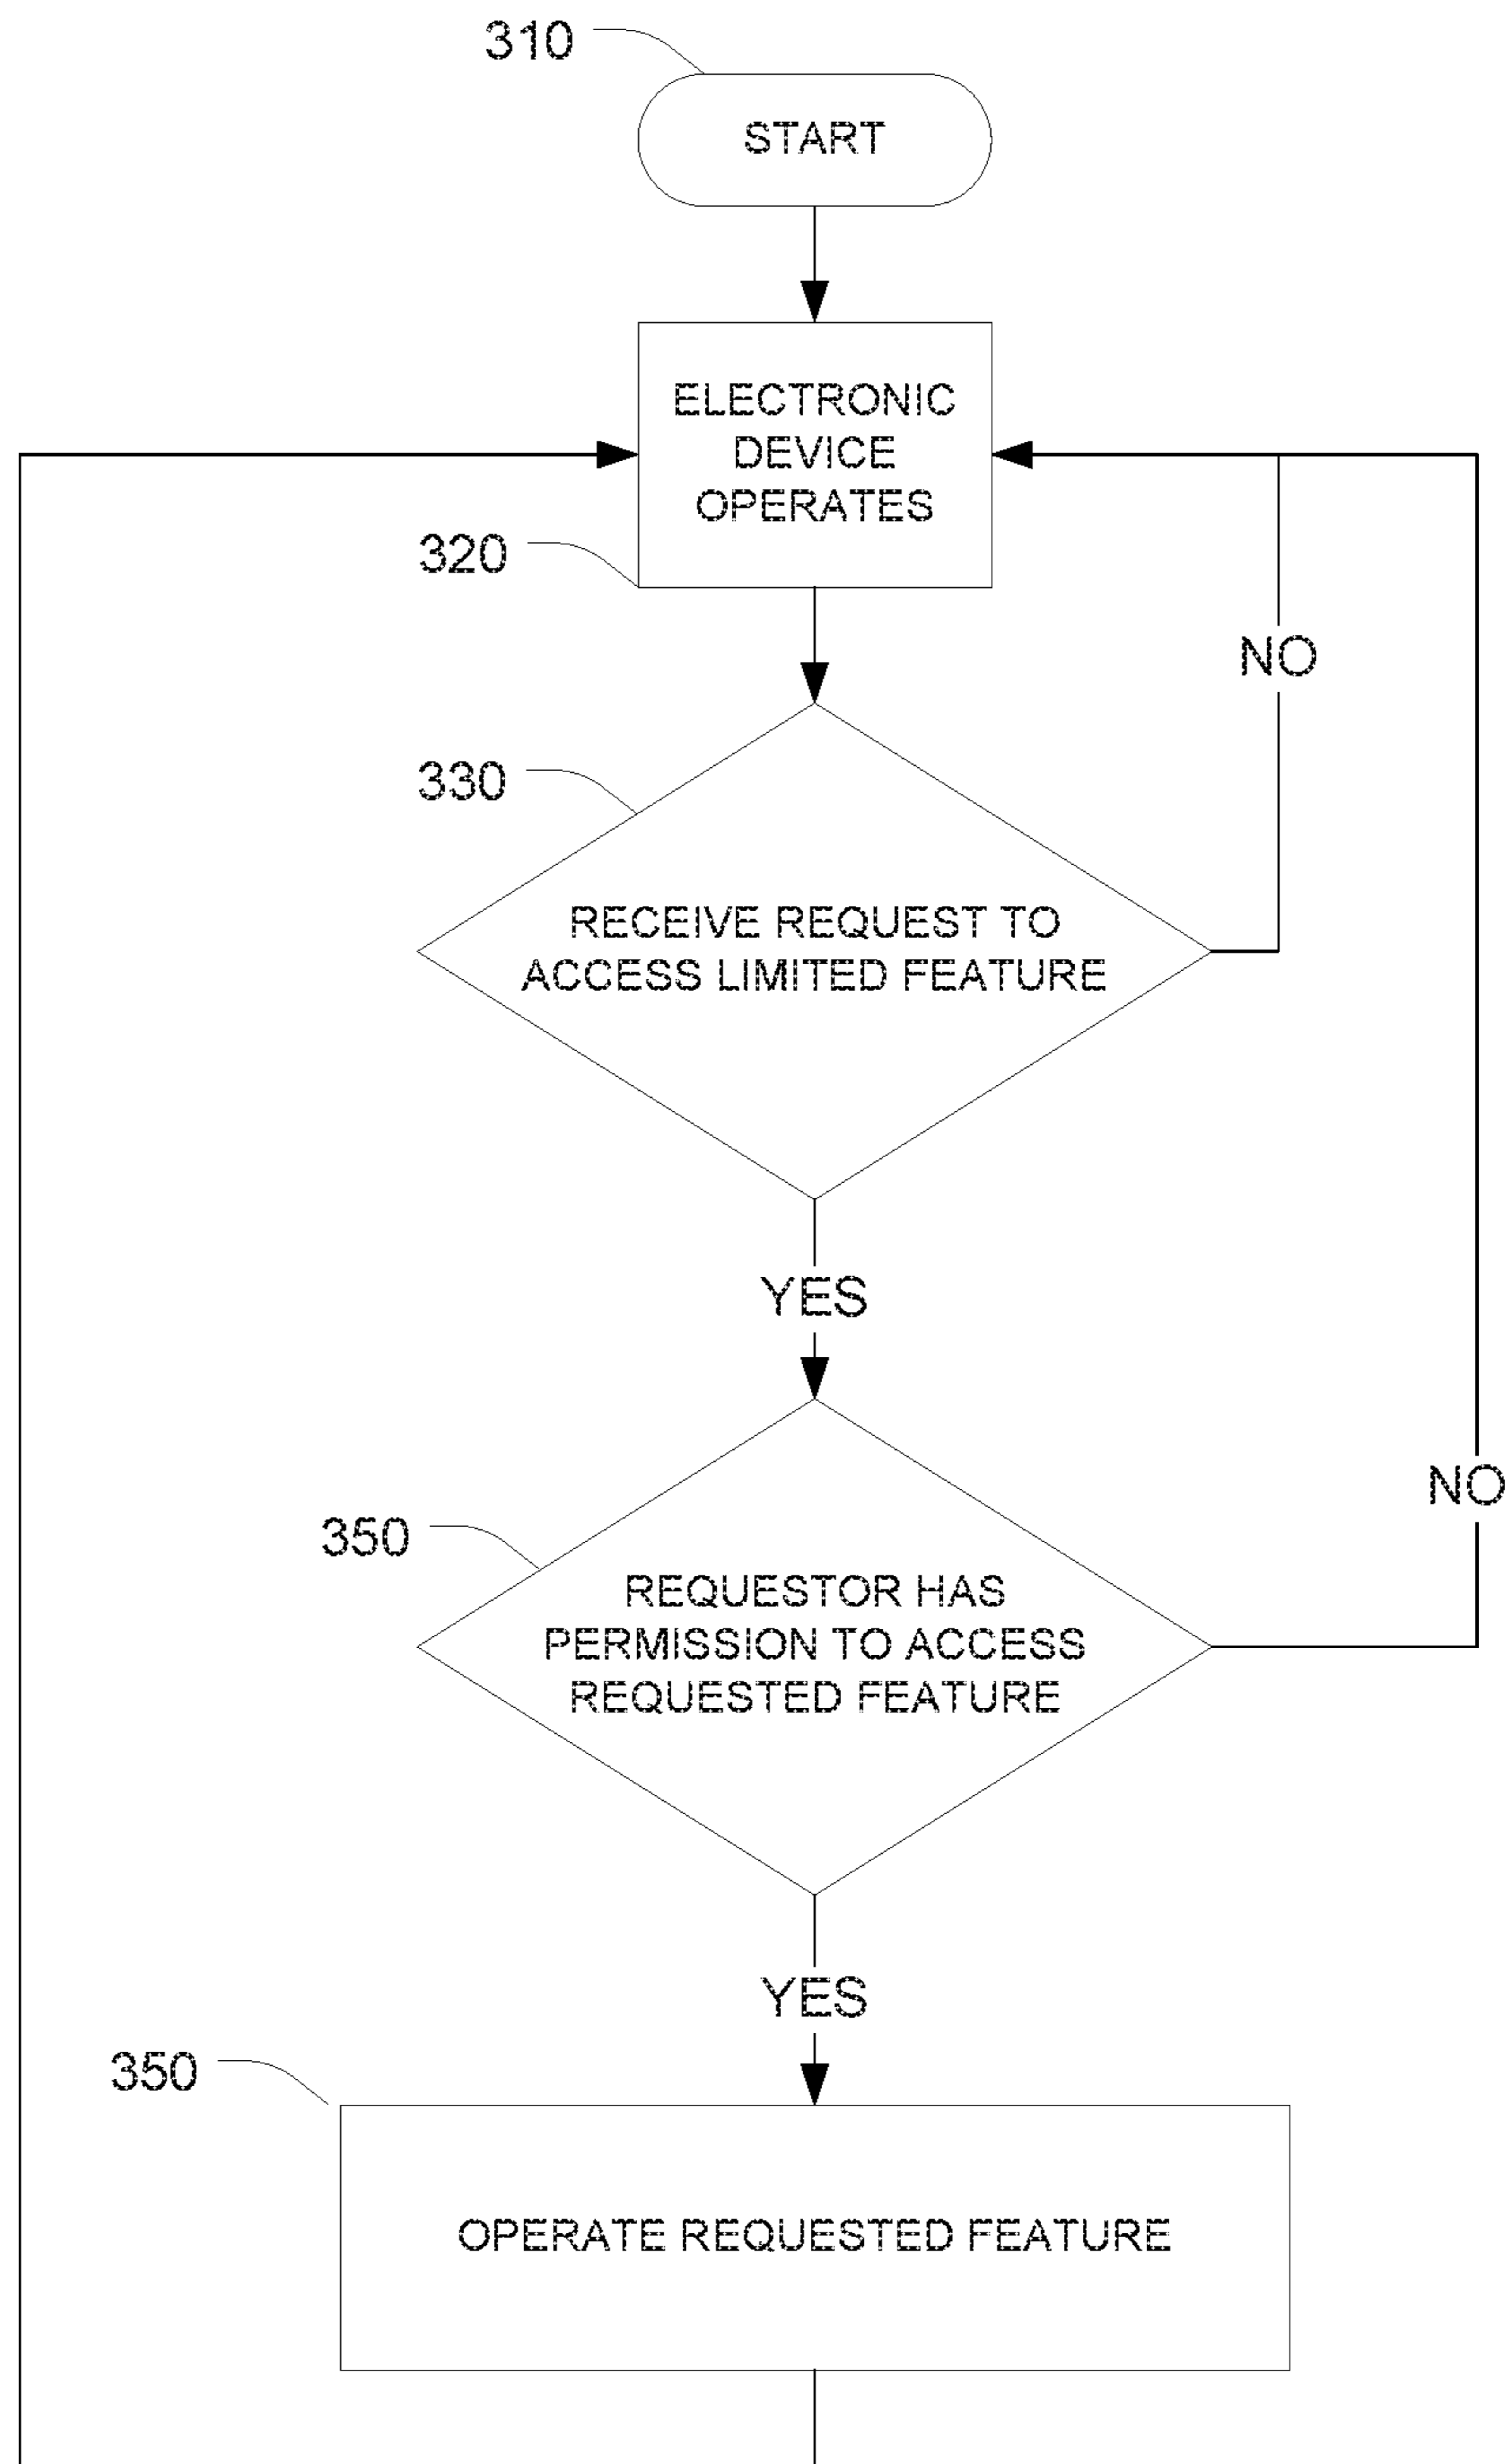 310
START
ELECTRONIC
DEVICE
OPERATES
320
NO
330
RECEIVE REQUEST TO
ACCESS LIMITED FEATURE
YES
NO
350
REQUESTOR HAS
PERMISSION TO ACCESS
REQUESTED FEATURE
YES
350
OPERATE REQUESTED FEATURE